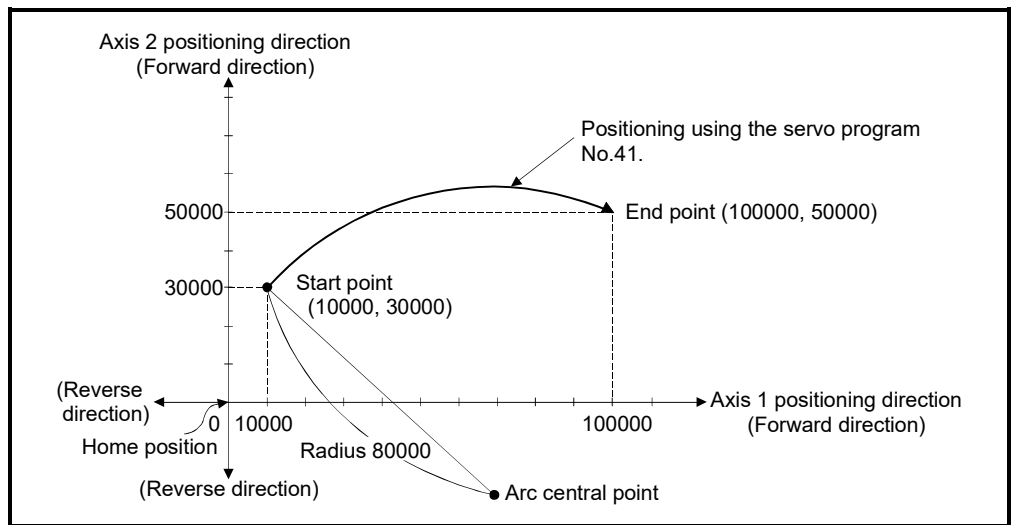 Axis 2 positioning direction
(Forward direction)
Positioning using the servo program
No.41.
50000
End point (100000, 50000)
Start point
(10000, 30000)
30000
(Reverse
direction)
Axis 1 positioning direction
(Forward direction)
0
10000
100000
Home position
Radius 80000
(Reverse direction)
Arc central point